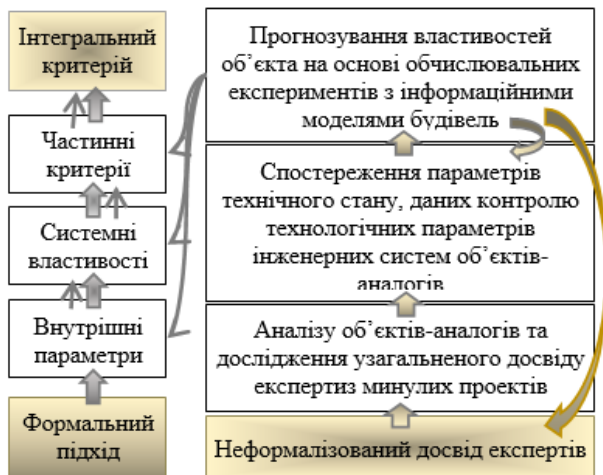 Інтегральний
критерій
Частинні
критерії
Системні
властивості
Внутрішні
параметри
Формальний
підхід
Прогнозування властивостей
об’єкта на основі обчислювальних
експериментів з інформаційними
моделями будівель
Спостереження параметрів
технічного стану, даних контролю
технологічних параметрів
інженерних систем об’єктів-
аналогів
Аналізу об’єктів-аналогів та
дослідження узагальненого досвіду
експертиз минулих проектів
Неформалізований досвід експертів